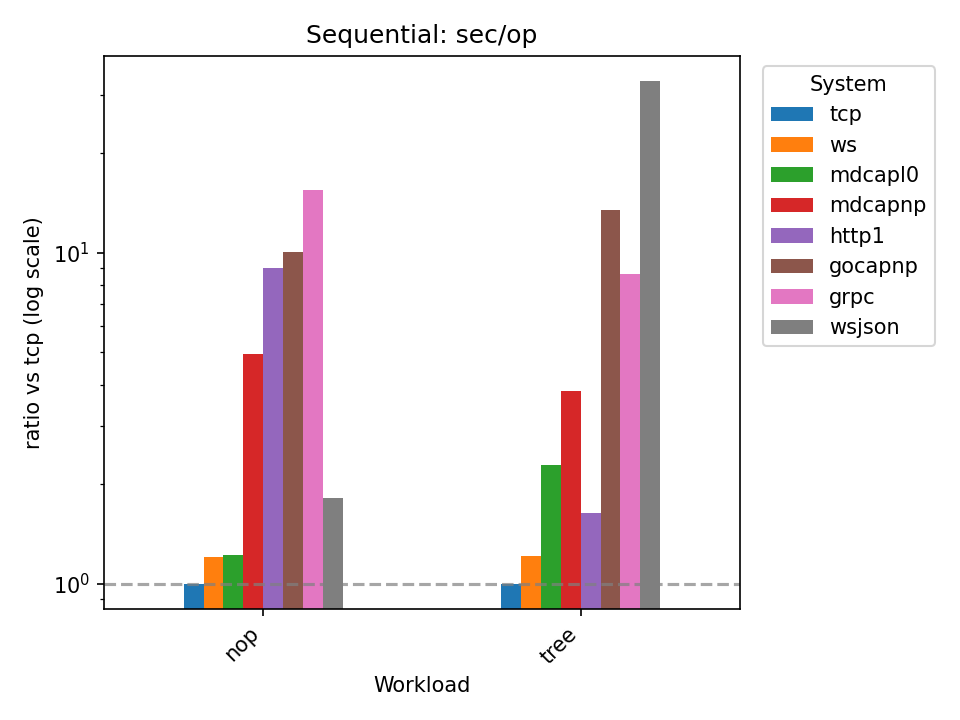 Sequential: sec/op
System
tcp
ws
mdcapl0
mdcapnp
http1
gocapnp
grpc
wsjson
ratio vs tcp (log scale)
10¹
10⁰
nop
tree
Workload